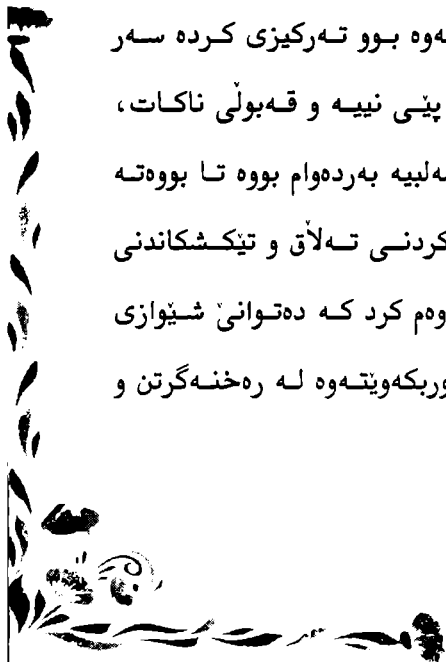 ەوە بوو تەرکیزی کردە سەر
پێی نییە و قەبوڵی ناکات،
ەلبیە بەردەوام بووە تا بووەتە
کردنی تەڵاق و تێکشکاندنی
وەم کرد کە دەتوانێ شێوازی
وربکەوێتەوە لە رەخنەگرتن و